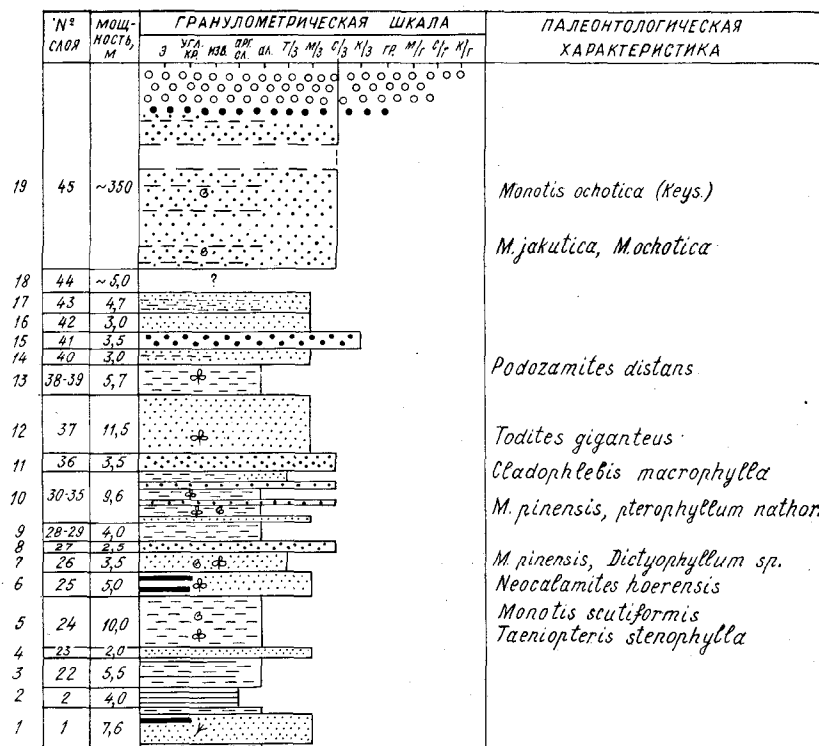 № СЛОЯ
МОЩ-НОСТЬ, М
ГРАНУЛОМЕТРИЧЕСКАЯ ШКАЛА
З УГЛ. КР. ИЗВ. АРГ. СЛ. АЛ. Т/З М/З С/З К/З ГР. М/Г С/Г К/Г
ПАЛЕОНТОЛОГИЧЕСКАЯ
ХАРАКТЕРИСТИКА
19 45 ~350 Monotis ochotica (Keys.)
M. jakutica, M. ochotica
18 44 ~5,0 ?
17 43 4,7
16 42 3,0
15 41 3,5
14 40 3,0
13 38-39 5,7 Podozamites distans
12 37 11,5 Todites giganteus
11 36 3,5 Cladophlebis macrophylla
10 30-35 9,6 M. pinensis, pterophyllum nathor.
9 28-29 4,0
8 27 2,5
7 26 3,5 M. pinensis, Dictyophyllum sp.
6 25 5,0 Neocalamites hoerensis
5 24 10,0 Monotis scutiformis
Taeniopteris stenophylla
4 23 2,0
3 22 5,5
2 2 4,0
1 1 7,6